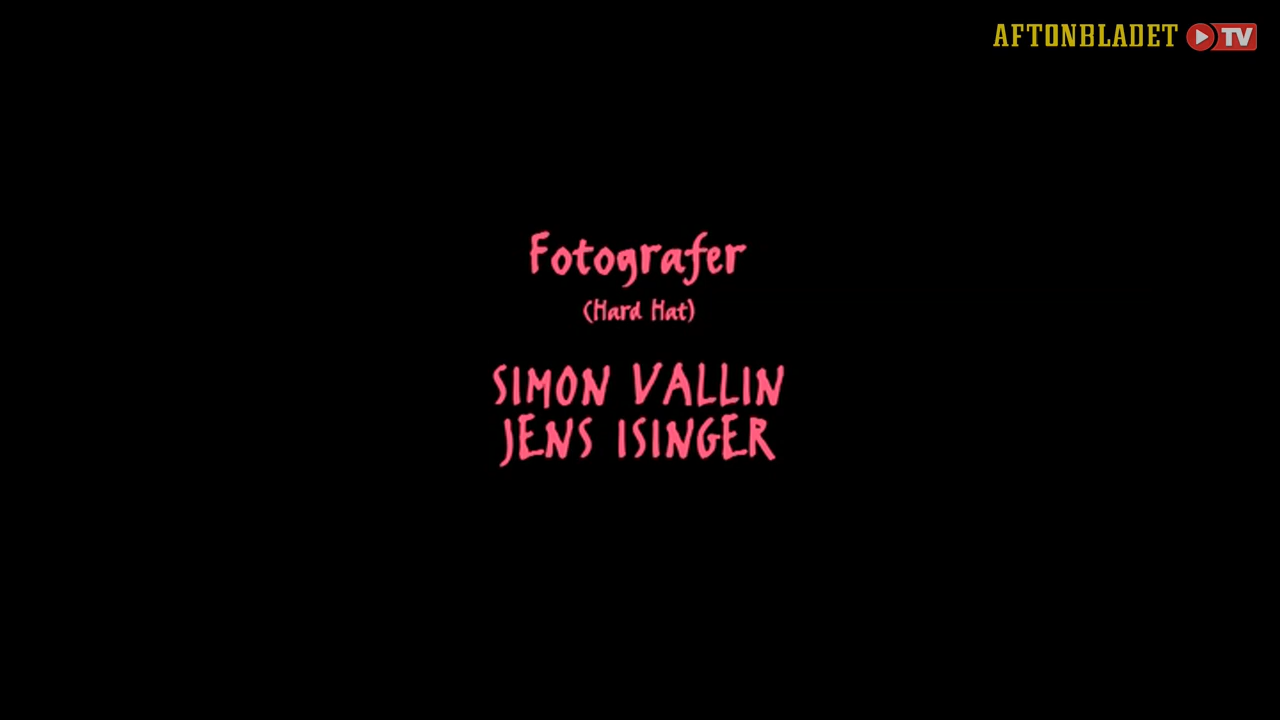 AFTONBLADET TV
Fotografer
(Hard Hat)
SIMON VALLIN
JENS ISINGER